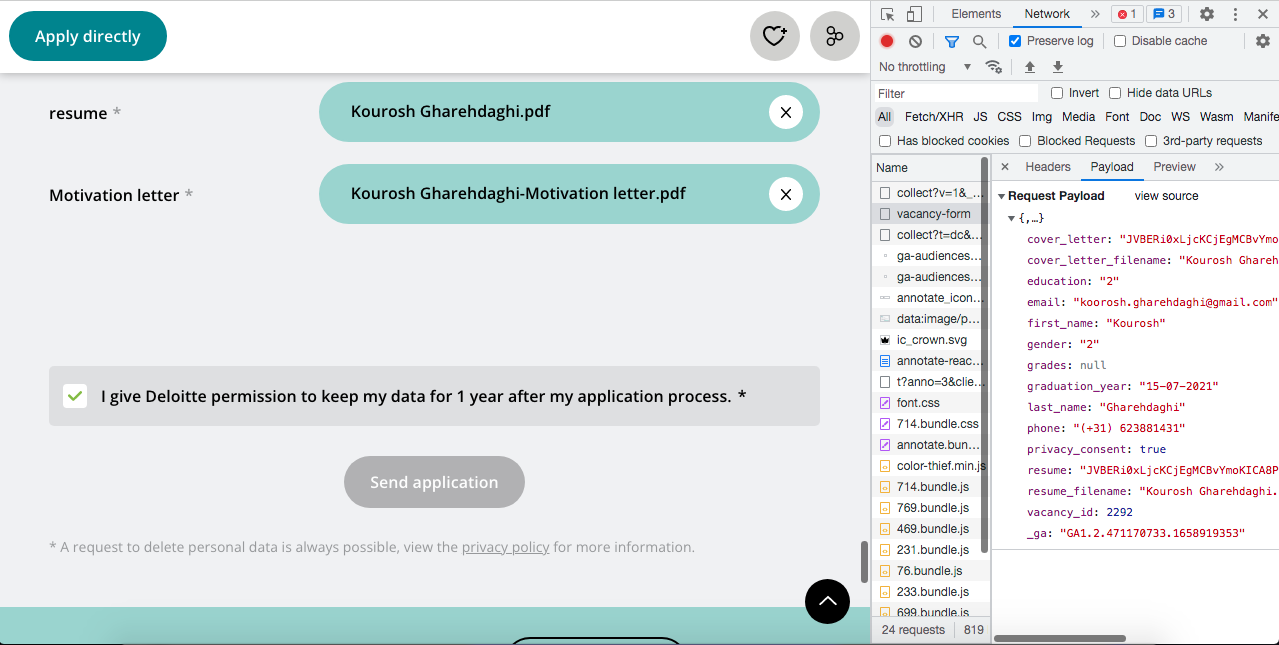 Apply directly
resume *
Kourosh Gharehdaghi.pdf
Motivation letter *
Kourosh Gharehdaghi-Motivation letter.pdf
I give Deloitte permission to keep my data for 1 year after my application process. *
Send application
* A request to delete personal data is always possible, view the privacy policy for more information.
Elements
Network
1
3
Preserve log
Disable cache
No throttling
Filter
Invert
Hide data URLs
All
Fetch/XHR
JS
CSS
Img
Media
Font
Doc
WS
Wasm
Manife
Has blocked cookies
Blocked Requests
3rd-party requests
Name
collect?v=1&_...
vacancy-form
collect?t=dc&...
ga-audiences...
ga-audiences...
annotate_icon...
data:image/p...
ic_crown.svg
annotate-reac...
t?anno=3&clie...
font.css
714.bundle.css
annotate.bun...
color-thief.min.js
714.bundle.js
769.bundle.js
469.bundle.js
231.bundle.js
76.bundle.js
233.bundle.js
699.bundle.js
24 requests
819
Headers
Payload
Preview
Request Payload
view source
{,…}
cover_letter: "JVBERi0xLjcKCjEgMCBvYmo
cover_letter_filename: "Kourosh Ghareh
education: "2"
email: "koorosh.gharehdaghi@gmail.com"
first_name: "Kourosh"
gender: "2"
grades: null
graduation_year: "15-07-2021"
last_name: "Gharehdaghi"
phone: "(+31) 623881431"
privacy_consent: true
resume: "JVBERi0xLjcKCjEgMCBvYmoKICA8P
resume_filename: "Kourosh Gharehdaghi.
vacancy_id: 2292
_ga: "GA1.2.471170733.1658919353"